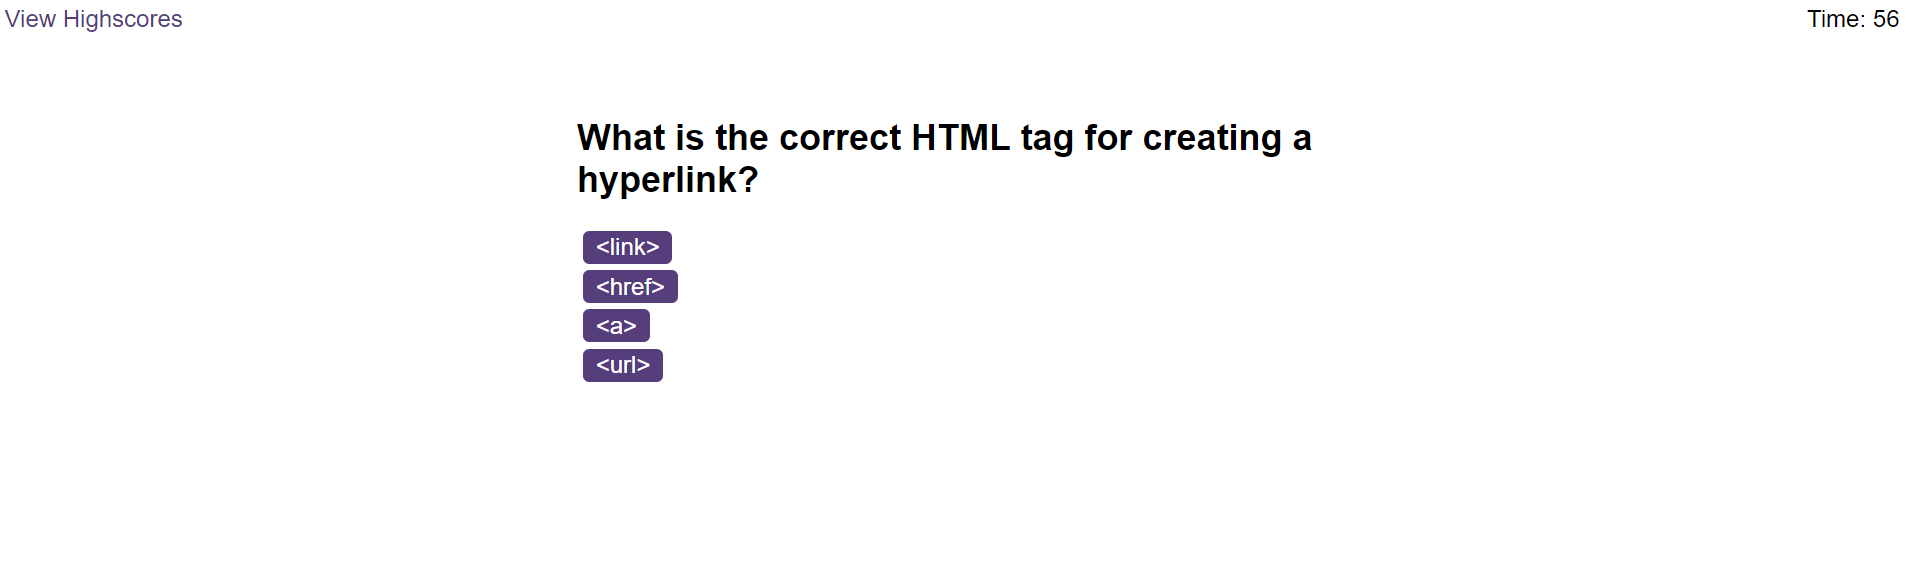 View Highscores
Time: 56
What is the correct HTML tag for creating a
hyperlink?
<link>
<href>
<a>
<url>